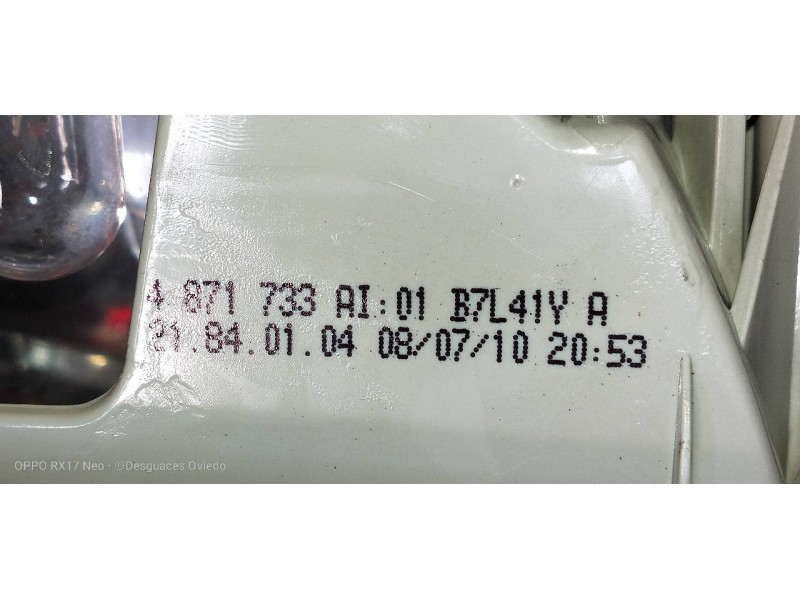 4 871 733 AI:01 B7L41Y A
21.84.01.04 08/07/10 20:53
OPPO RX17 Neo · ©Desguaces Oviedo